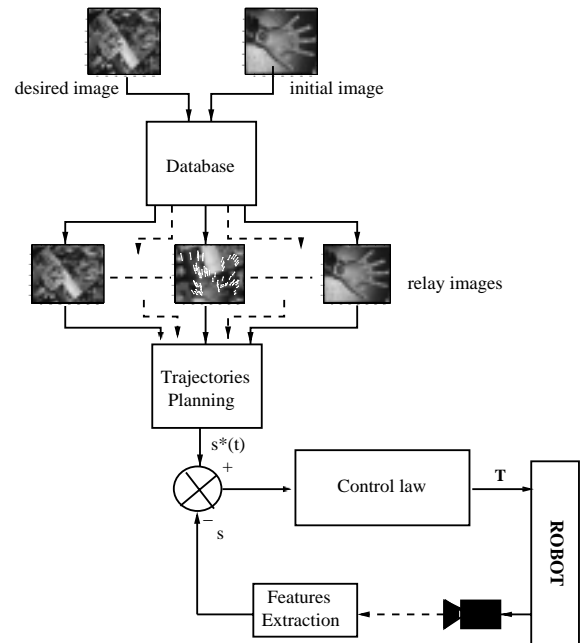 desired image
initial image
Database
relay images
Trajectories
Planning
s*(t)
+
−
s
Control law
T
ROBOT
Features
Extraction